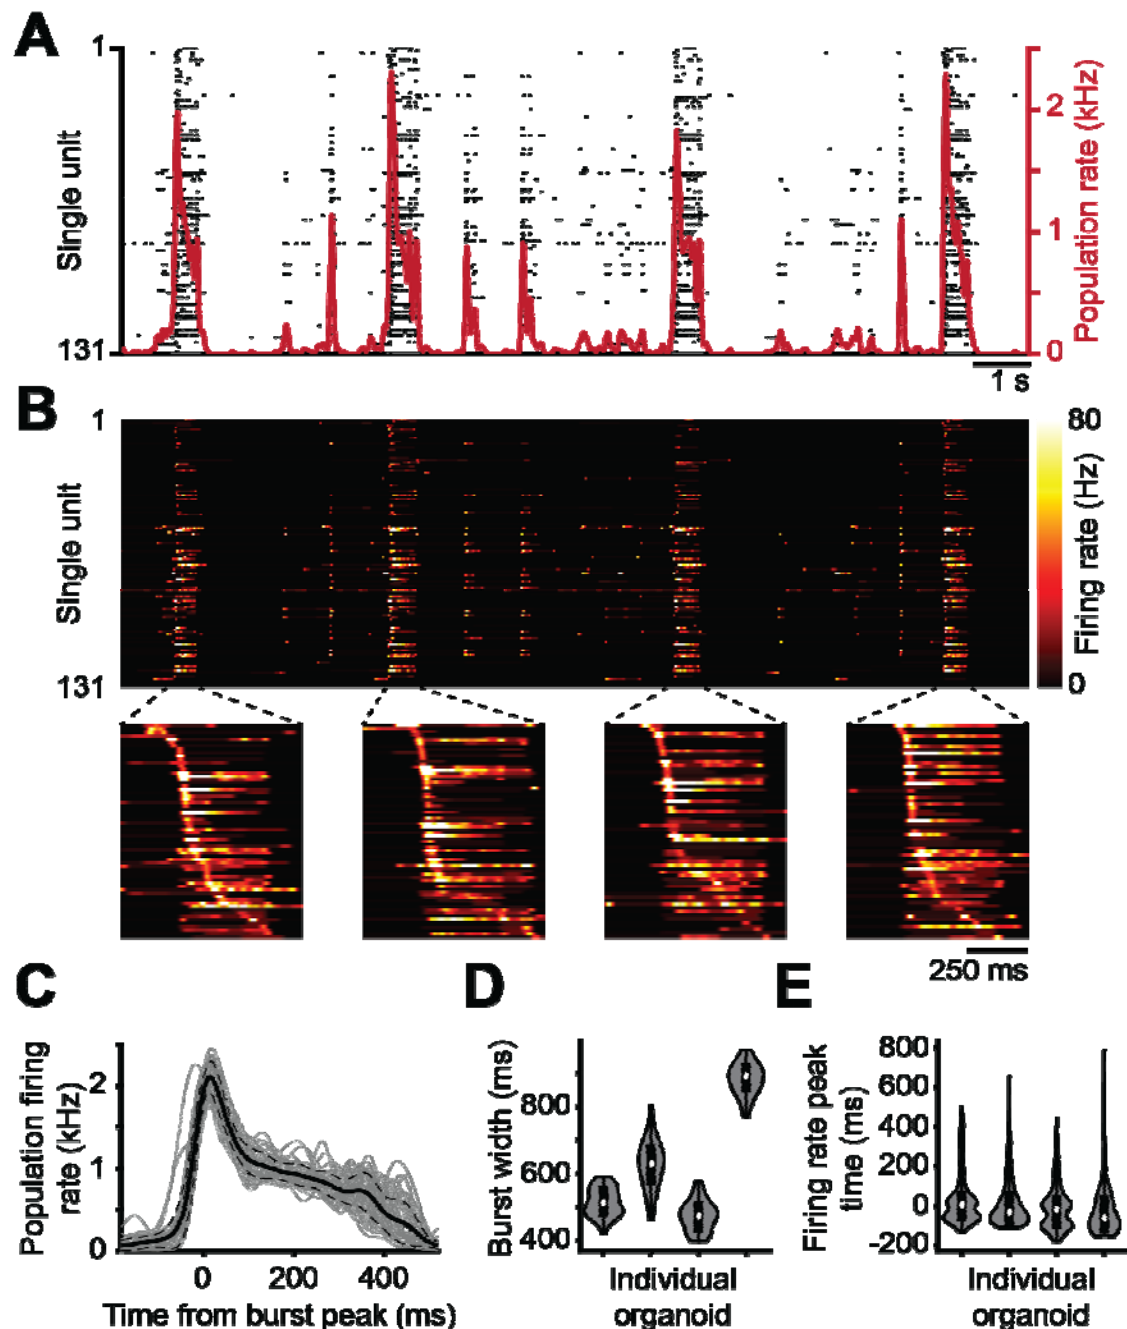 A
1
Single unit
131
2
1
0
Population rate (kHz)
1 s
B
1
Single unit
131
80
0
Firing rate (Hz)
250 ms
C
Population firing
rate (kHz)
2
1
0
0
200
400
Time from burst peak (ms)
D
Burst width (ms)
800
600
400
Individual
organoid
E
Firing rate peak
time (ms)
800
600
400
200
0
-200
Individual
organoid